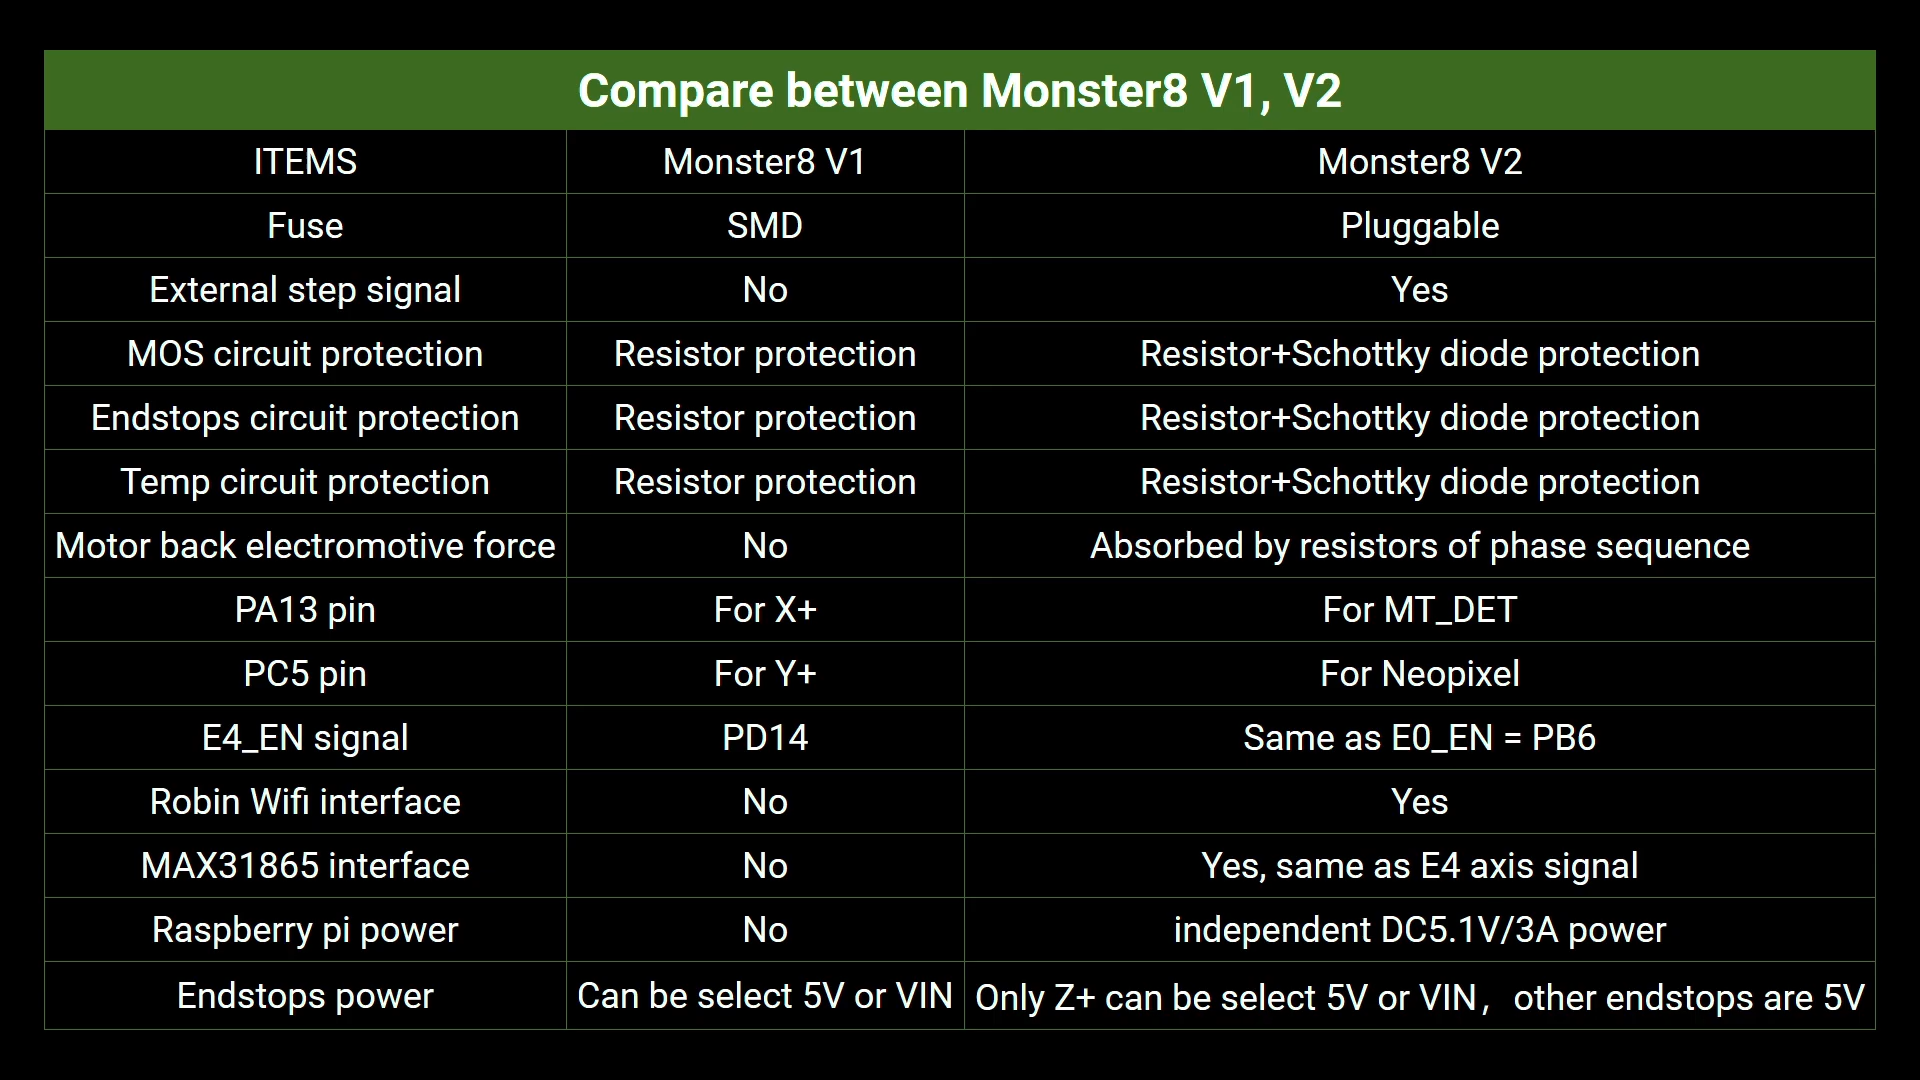 Compare between Monster8 V1, V2
ITEMS Monster8 V1 Monster8 V2
Fuse SMD Pluggable
External step signal No Yes
MOS circuit protection Resistor protection Resistor+Schottky diode protection
Endstops circuit protection Resistor protection Resistor+Schottky diode protection
Temp circuit protection Resistor protection Resistor+Schottky diode protection
Motor back electromotive force No Absorbed by resistors of phase sequence
PA13 pin For X+ For MT_DET
PC5 pin For Y+ For Neopixel
E4_EN signal PD14 Same as E0_EN = PB6
Robin Wifi interface No Yes
MAX31865 interface No Yes, same as E4 axis signal
Raspberry pi power No independent DC5.1V/3A power
Endstops power Can be select 5V or VIN Only Z+ can be select 5V or VIN，other endstops are 5V